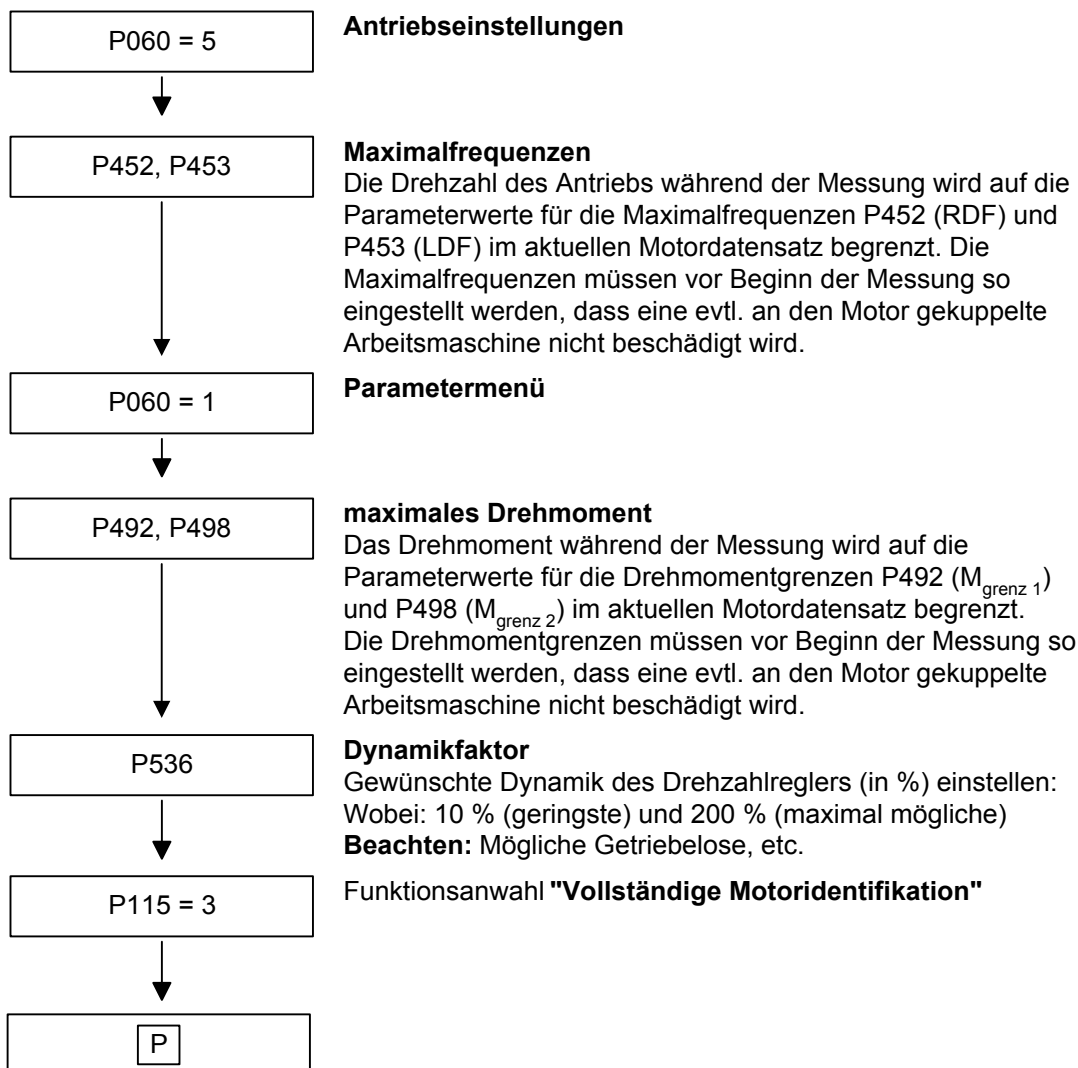 P060 = 5
Antriebseinstellungen
P452, P453
Maximalfrequenzen
Die Drehzahl des Antriebs während der Messung wird auf die
Parameterwerte für die Maximalfrequenzen P452 (RDF) und
P453 (LDF) im aktuellen Motordatensatz begrenzt. Die
Maximalfrequenzen müssen vor Beginn der Messung so
eingestellt werden, dass eine evtl. an den Motor gekuppelte
Arbeitsmaschine nicht beschädigt wird.
P060 = 1
Parametermenü
P492, P498
maximales Drehmoment
Das Drehmoment während der Messung wird auf die
Parameterwerte für die Drehmomentgrenzen P492 (Mgrenz 1)
und P498 (Mgrenz 2) im aktuellen Motordatensatz begrenzt.
Die Drehmomentgrenzen müssen vor Beginn der Messung so
eingestellt werden, dass eine evtl. an den Motor gekuppelte
Arbeitsmaschine nicht beschädigt wird.
P536
Dynamikfaktor
Gewünschte Dynamik des Drehzahlreglers (in %) einstellen:
Wobei: 10 % (geringste) und 200 % (maximal mögliche)
Beachten: Mögliche Getriebelose, etc.
P115 = 3
Funktionsanwahl "Vollständige Motoridentifikation"
P